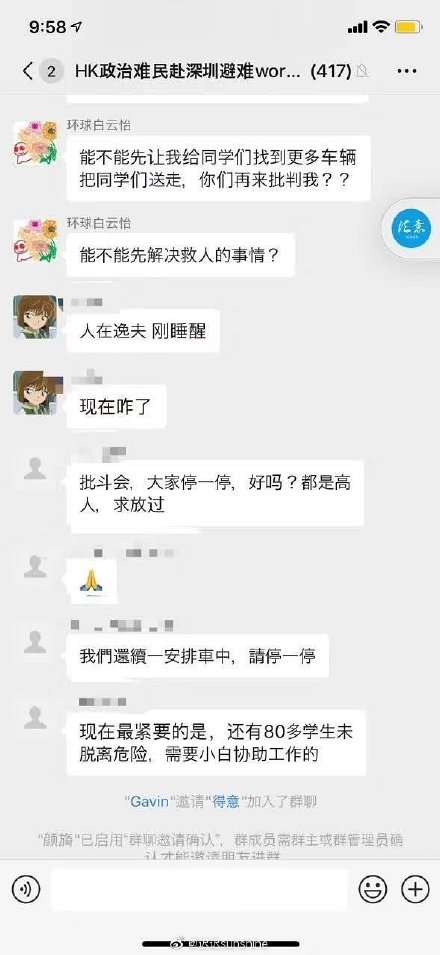 9:58
2
HK政治难民赴深圳避难wor... (417)
环球白云怡
能不能先让我给同学们找到更多车辆
把同学们送走，你们再来批判我？？
环球白云怡
能不能先解决救人的事情？
人在逸夫 刚睡醒
现在咋了
批斗会，大家停一停，好吗？都是高
人，求放过
🙏
我們還續一安排車中，請停一停
现在最紧要的是，还有80多学生未
脱离危险，需要小白协助工作的
"Gavin"邀请"得意"加入了群聊
已启用"群聊邀请确认"，群成员需群主或群管理员确
认才能邀请朋友进群
sunshine